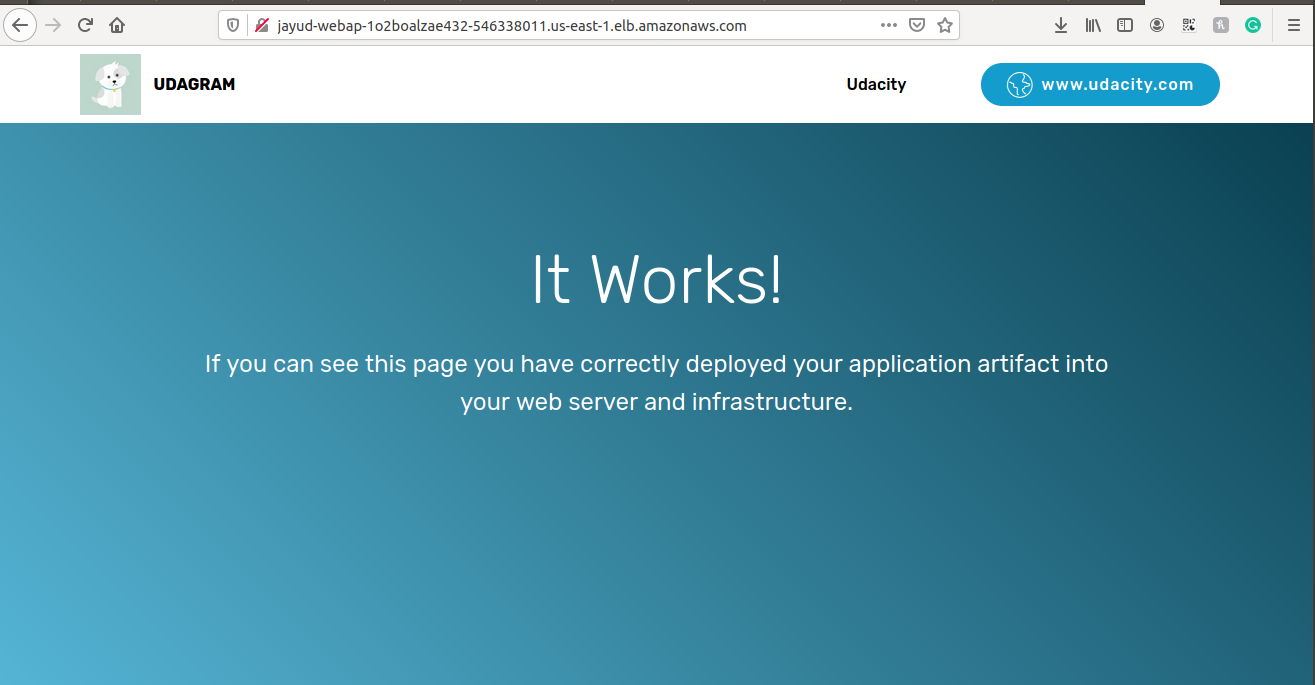 jayud-webap-1o2boalzae432-546338011.us-east-1.elb.amazonaws.com
UDAGRAM
Udacity
www.udacity.com
It Works!
If you can see this page you have correctly deployed your application artifact into
your web server and infrastructure.